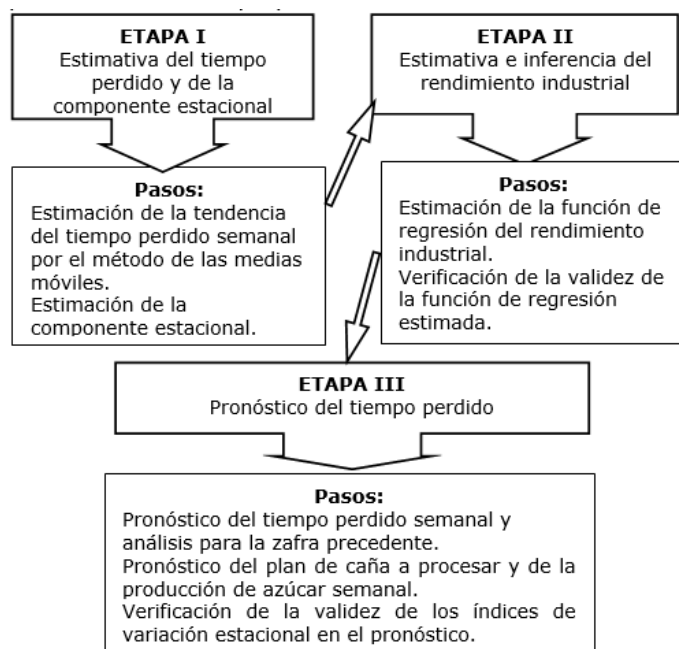 ETAPA I
Estimativa del tiempo
perdido y de la
componente estacional
ETAPA II
Estimativa e inferencia del
rendimiento industrial
Pasos:
Estimación de la tendencia
del tiempo perdido semanal
por el método de las medias
móviles.
Estimación de la
componente estacional.
Pasos:
Estimación de la función de
regresión del rendimiento
industrial.
Verificación de la validez de
la función de regresión
estimada.
ETAPA III
Pronóstico del tiempo perdido
Pasos:
Pronóstico del tiempo perdido semanal y
análisis para la zafra precedente.
Pronóstico del plan de caña a procesar y de la
producción de azúcar semanal.
Verificación de la validez de los índices de
variación estacional en el pronóstico.